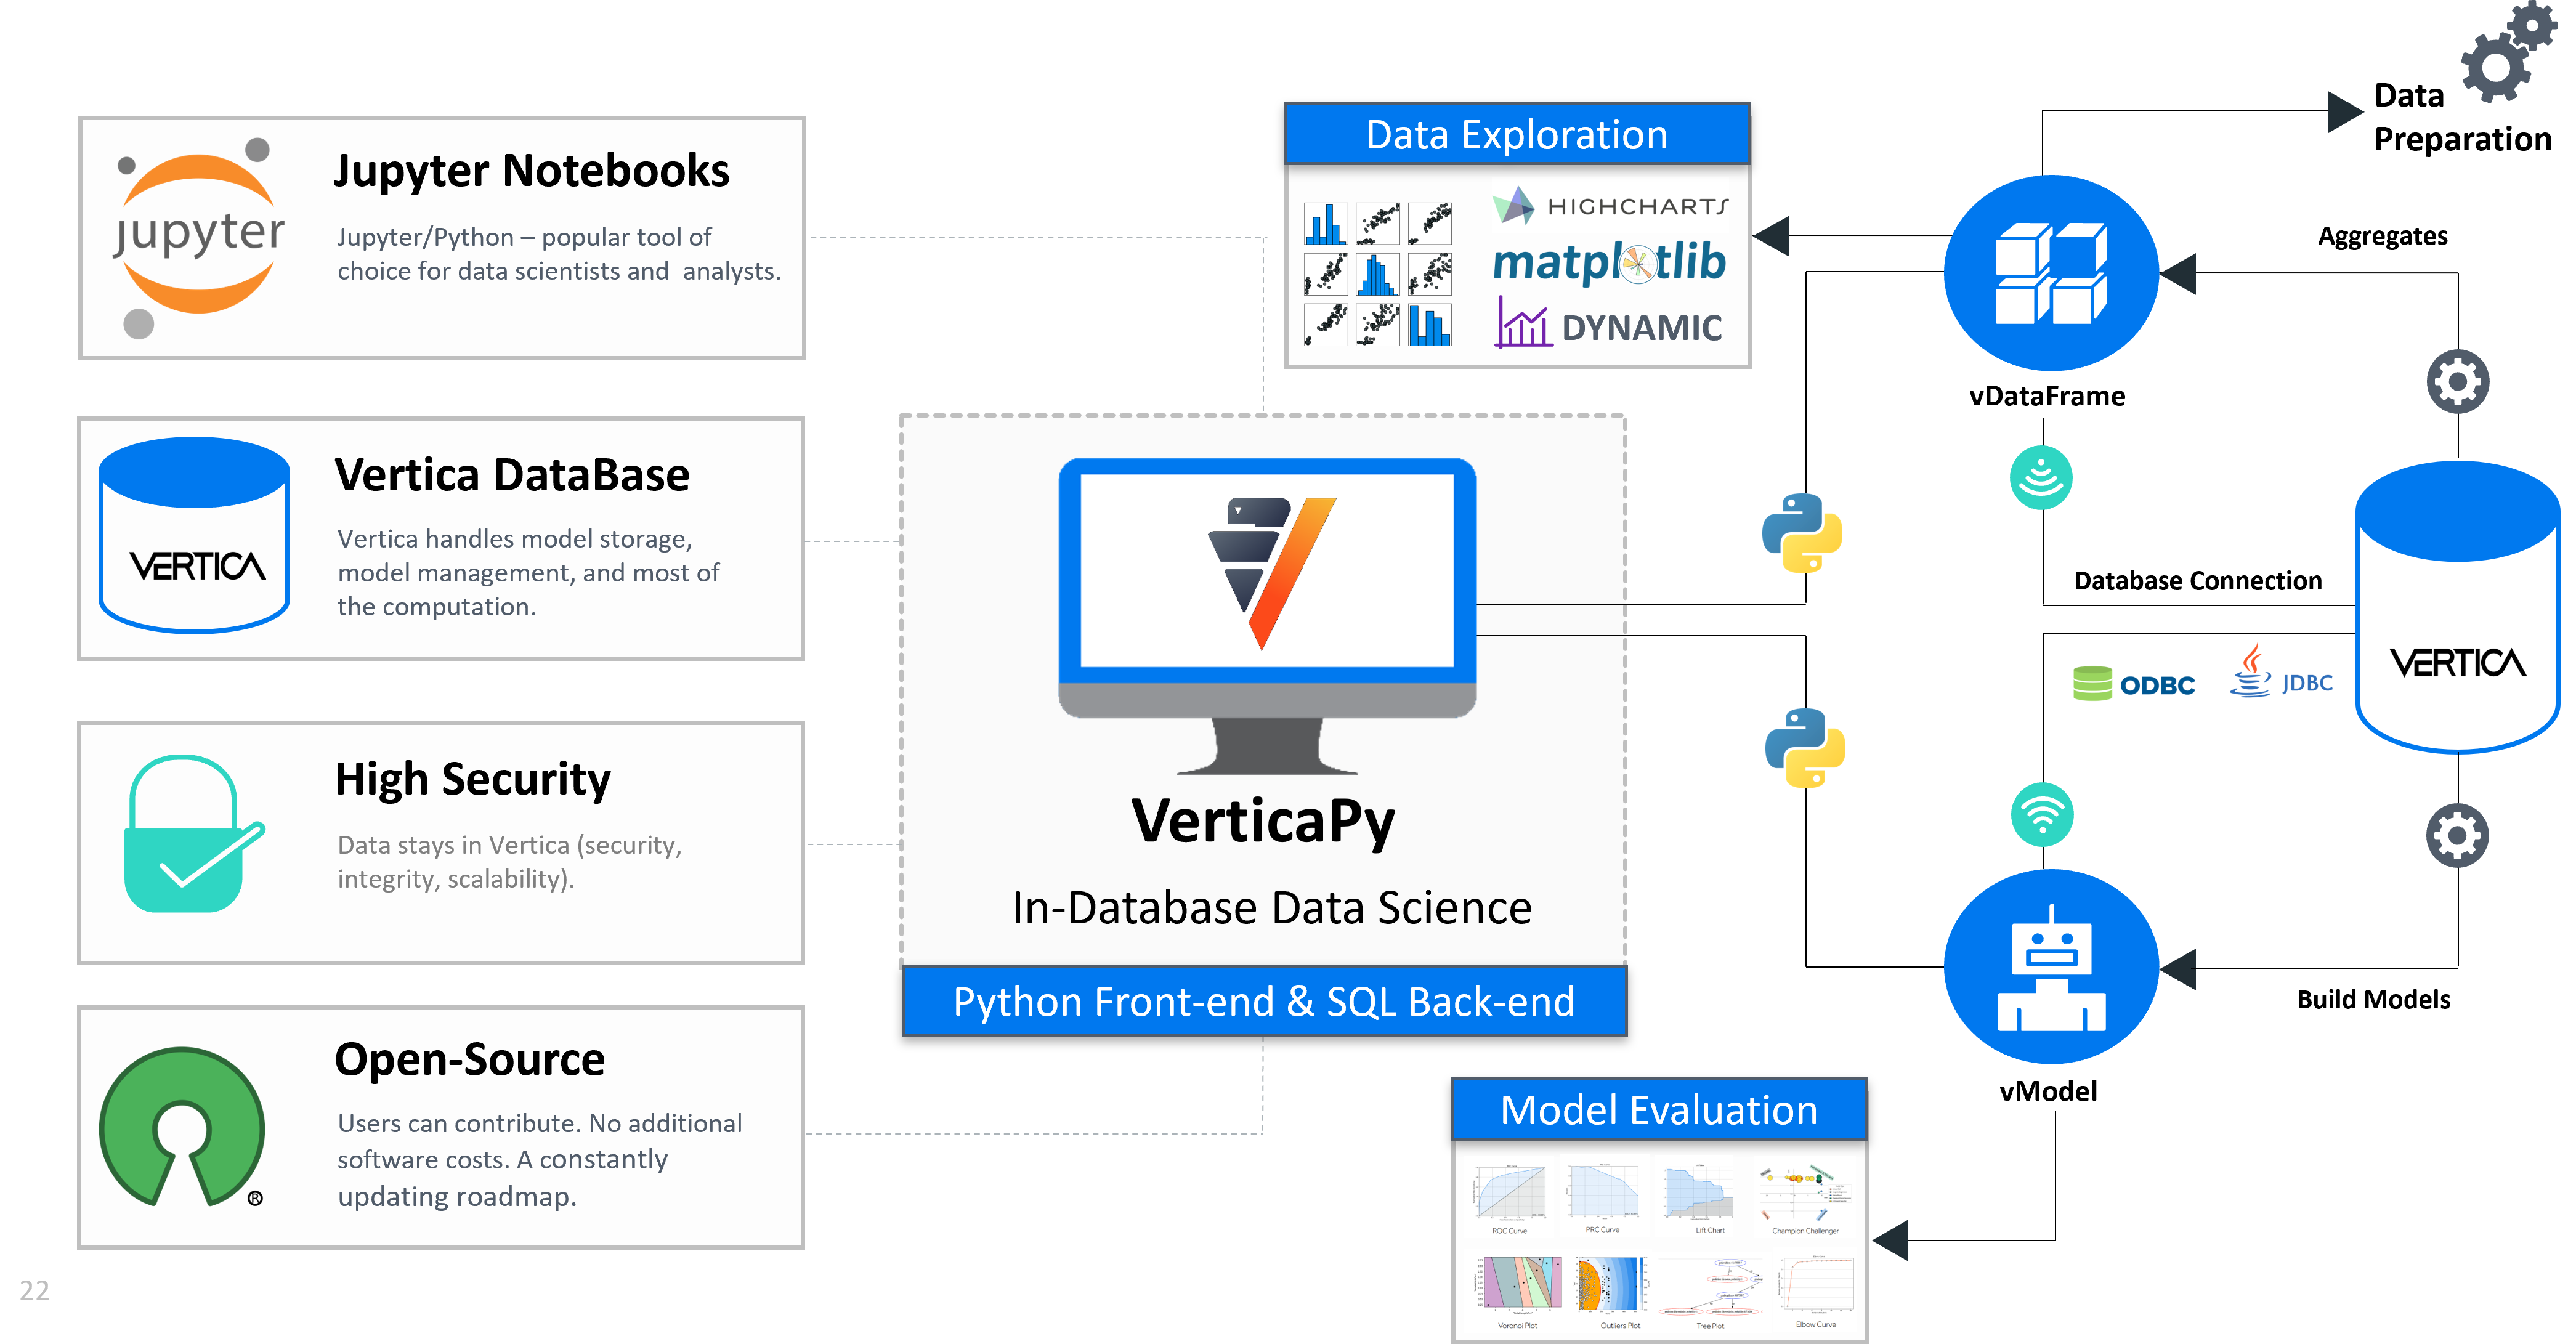 jupyter
Jupyter Notebooks
Jupyter/Python – popular tool of
choice for data scientists and analysts.
VERTICA
Vertica DataBase
Vertica handles model storage,
model management, and most of
the computation.
High Security
Data stays in Vertica (security,
integrity, scalability).
®
Open-Source
Users can contribute. No additional
software costs. A constantly
updating roadmap.
22
VerticaPy
In-Database Data Science
Python Front-end & SQL Back-end
Data Exploration
HIGHCHARTS
matplotlib
DYNAMIC
Data
Preparation
Aggregates
vDataFrame
Database Connection
ODBC
JDBC
VERTICA
Build Models
vModel
Model Evaluation
ROC Curve
PRC Curve
Lift Chart
Champion Challenger
Voronoi Plot
Outliers Plot
Tree Plot
Elbow Curve